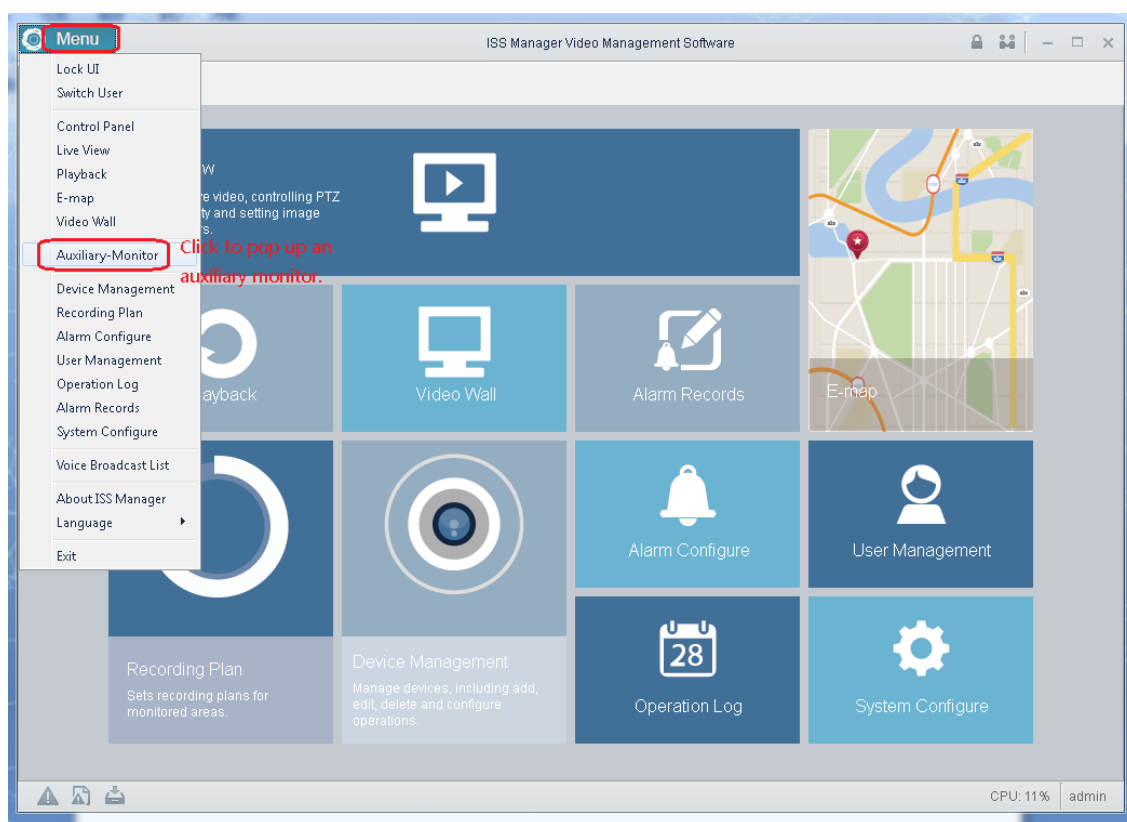 Menu
ISS Manager Video Management Software
Lock UI
Switch User
Control Panel
Live View
Playback
E-map
Video Wall
Auxiliary-Monitor
Device Management
Recording Plan
Alarm Configure
User Management
Operation Log
Alarm Records
System Configure
Voice Broadcast List
About ISS Manager
Language
Exit
Click to pop up an
auxiliary monitor.
video, controlling PTZ
and setting image
Video Wall
Alarm Records
E-map
Alarm Configure
User Management
Recording Plan
Sets recording plans for
monitored areas.
Device Management
Manage devices, including add,
edit, delete and configure
operations.
28
Operation Log
System Configure
CPU: 11%
admin